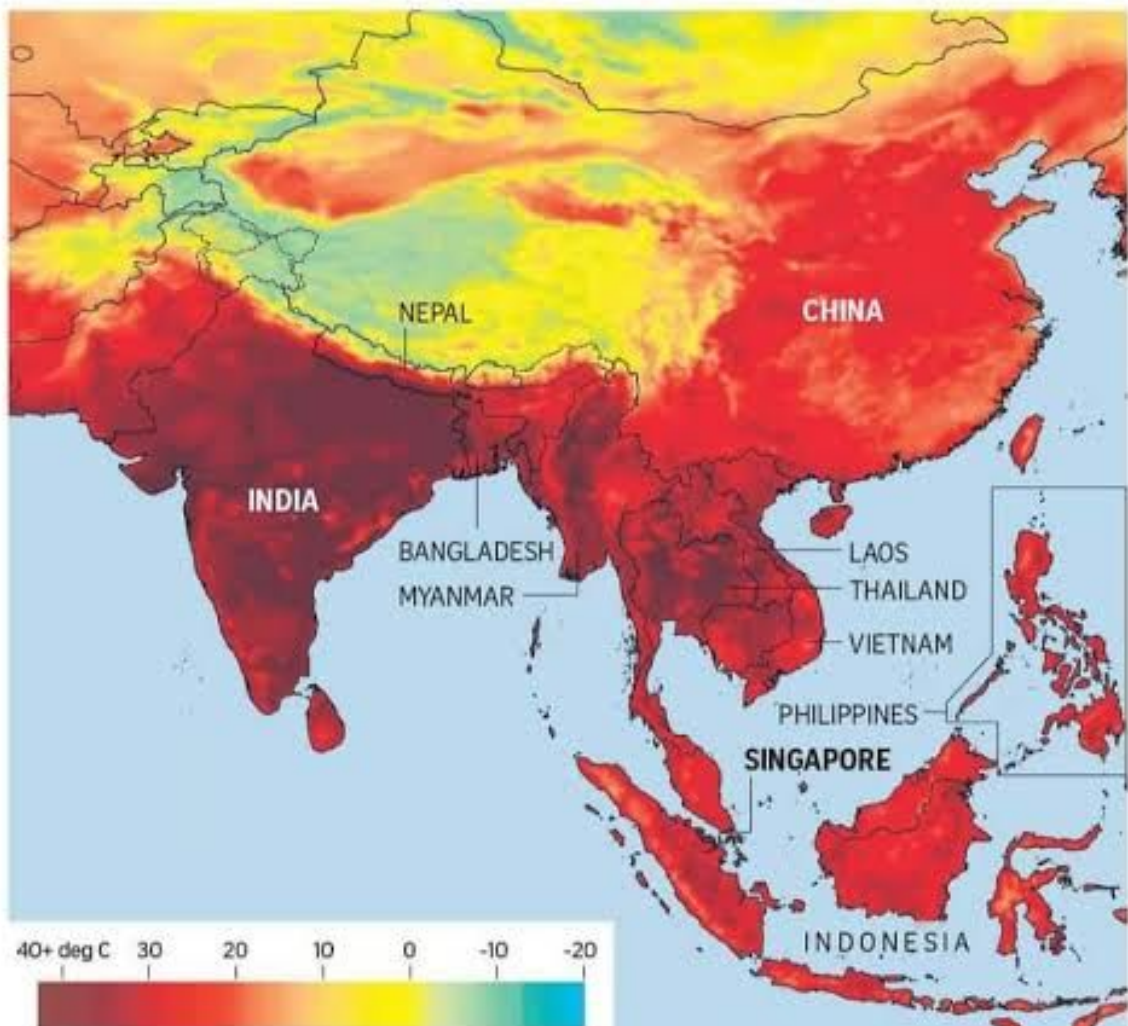 NEPAL
CHINA
INDIA
BANGLADESH
LAOS
MYANMAR
THAILAND
VIETNAM
PHILIPPINES
SINGAPORE
INDONESIA
40+ deg C 30 20 10 0 -10 -20